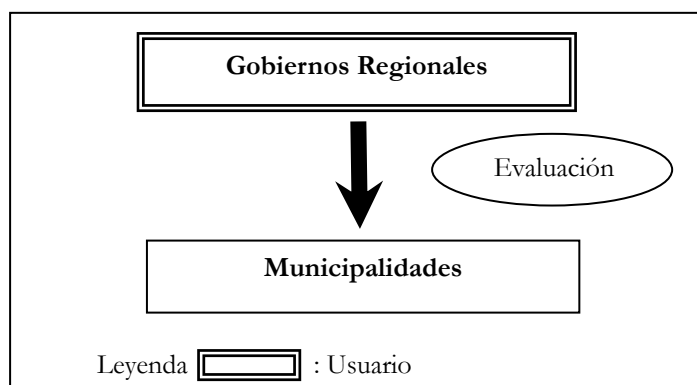 Gobiernos Regionales
Evaluación
Municipalidades
Leyenda : Usuario